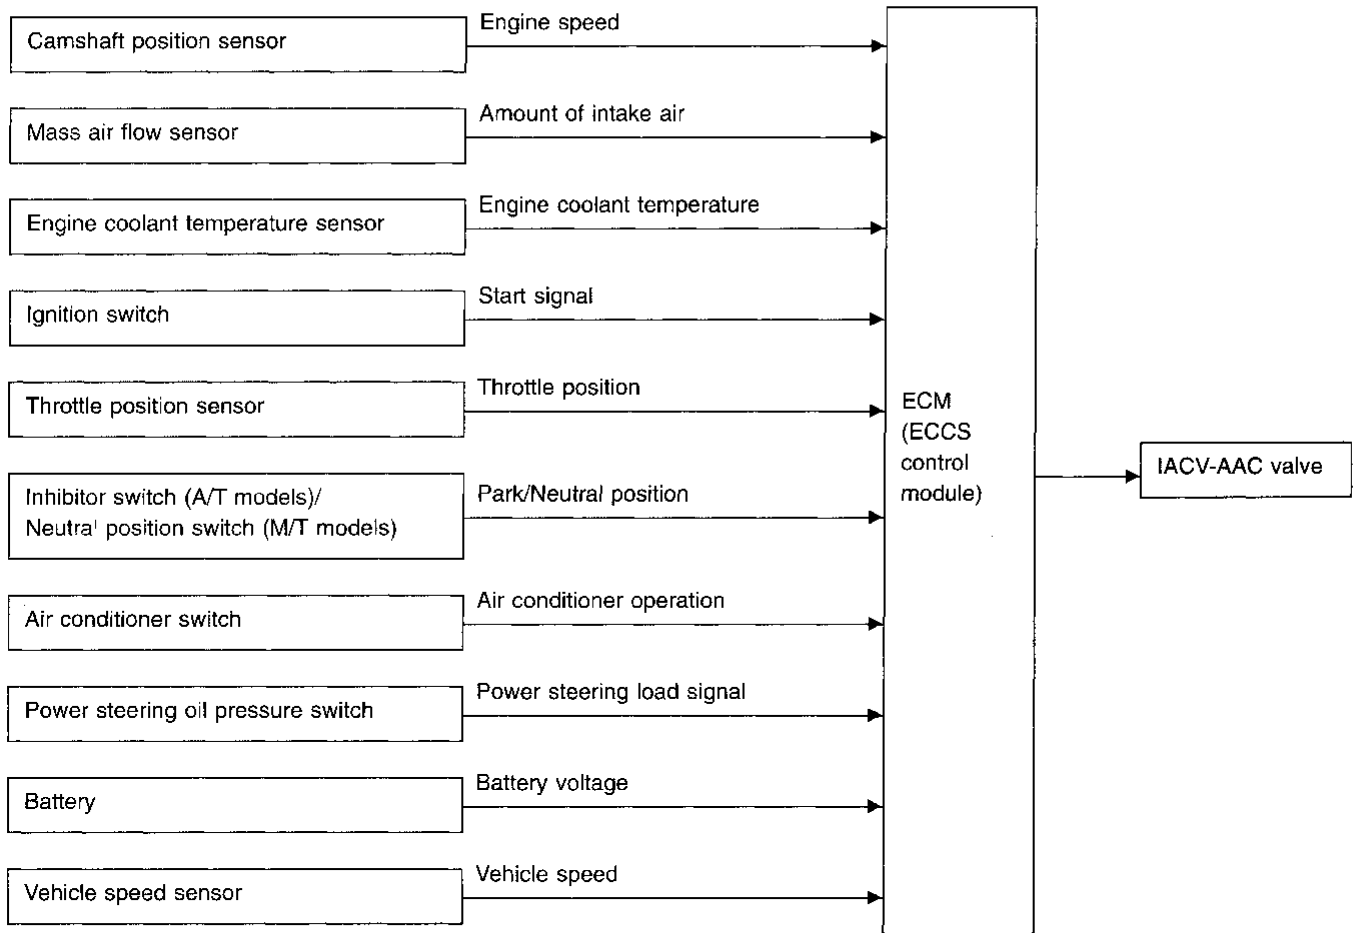 Camshaft position sensor
Engine speed
Mass air flow sensor
Amount of intake air
Engine coolant temperature sensor
Engine coolant temperature
Ignition switch
Start signal
Throttle position sensor
Throttle position
Inhibitor switch (A/T models)/
Neutral position switch (M/T models)
Park/Neutral position
Air conditioner switch
Air conditioner operation
Power steering oil pressure switch
Power steering load signal
Battery
Battery voltage
Vehicle speed sensor
Vehicle speed
ECM
(ECCS
control
module)
IACV-AAC valve